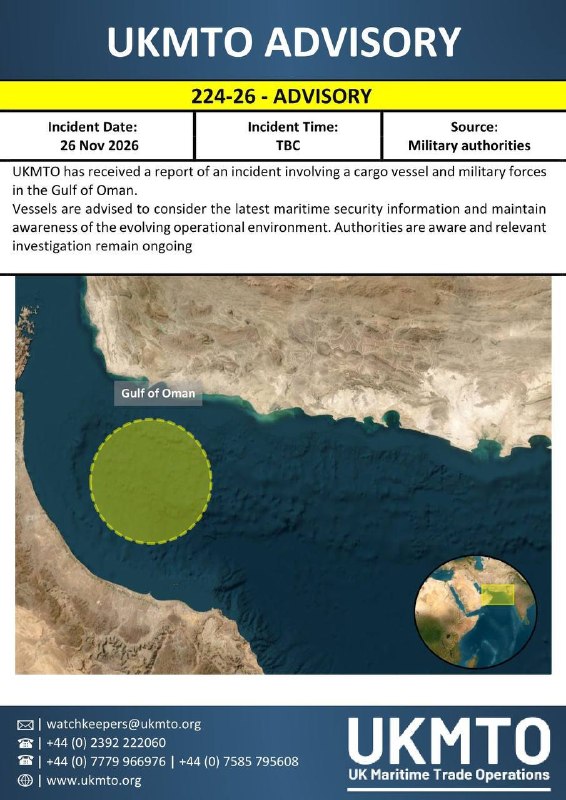 UKMTO ADVISORY
224-26 - ADVISORY
Incident Date:
26 Nov 2026
Incident Time:
TBC
Source:
Military authorities
UKMTO has received a report of an incident involving a cargo vessel and military forces
in the Gulf of Oman.
Vessels are advised to consider the latest maritime security information and maintain
awareness of the evolving operational environment. Authorities are aware and relevant
investigation remain ongoing
Gulf of Oman
| watchkeepers@ukmto.org
| +44 (0) 2392 222060
| +44 (0) 7779 966976 | +44 (0) 7585 795608
| www.ukmto.org
UKMTO
UK Maritime Trade Operations